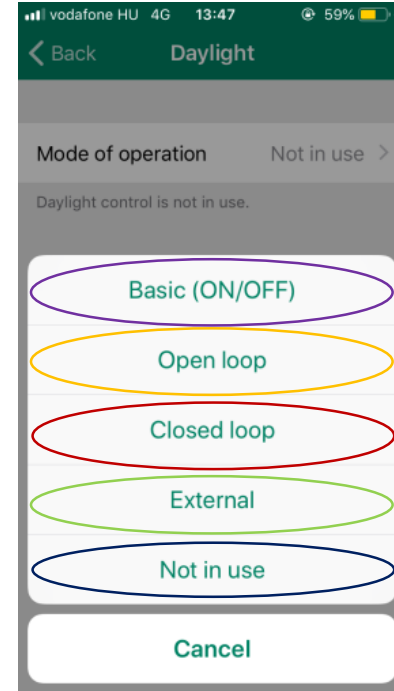 vodafone HU 4G 13:47 59%
Back Daylight
Mode of operation Not in use
Daylight control is not in use.
Basic (ON/OFF)
Open loop
Closed loop
External
Not in use
Cancel